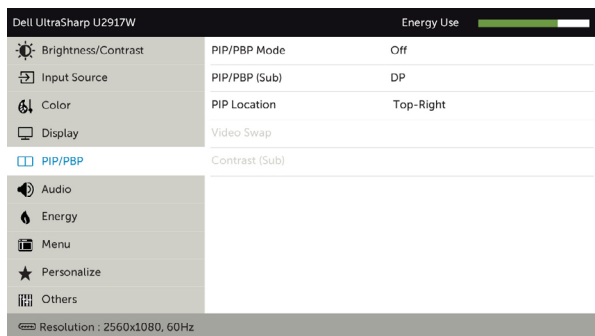 Dell UltraSharp U2917W Energy Use
Brightness/Contrast PIP/PBP Mode Off
Input Source PIP/PBP (Sub) DP
Color PIP Location Top-Right
Display Video Swap
PIP/PBP Contrast (Sub)
Audio
Energy
Menu
Personalize
Others
Resolution : 2560x1080, 60Hz